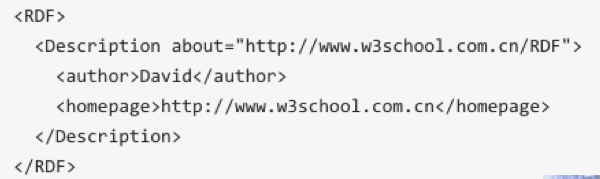 <RDF>
  <Description about="http://www.w3school.com.cn/RDF">
    <author>David</author>
    <homepage>http://www.w3school.com.cn</homepage>
  </Description>
</RDF>